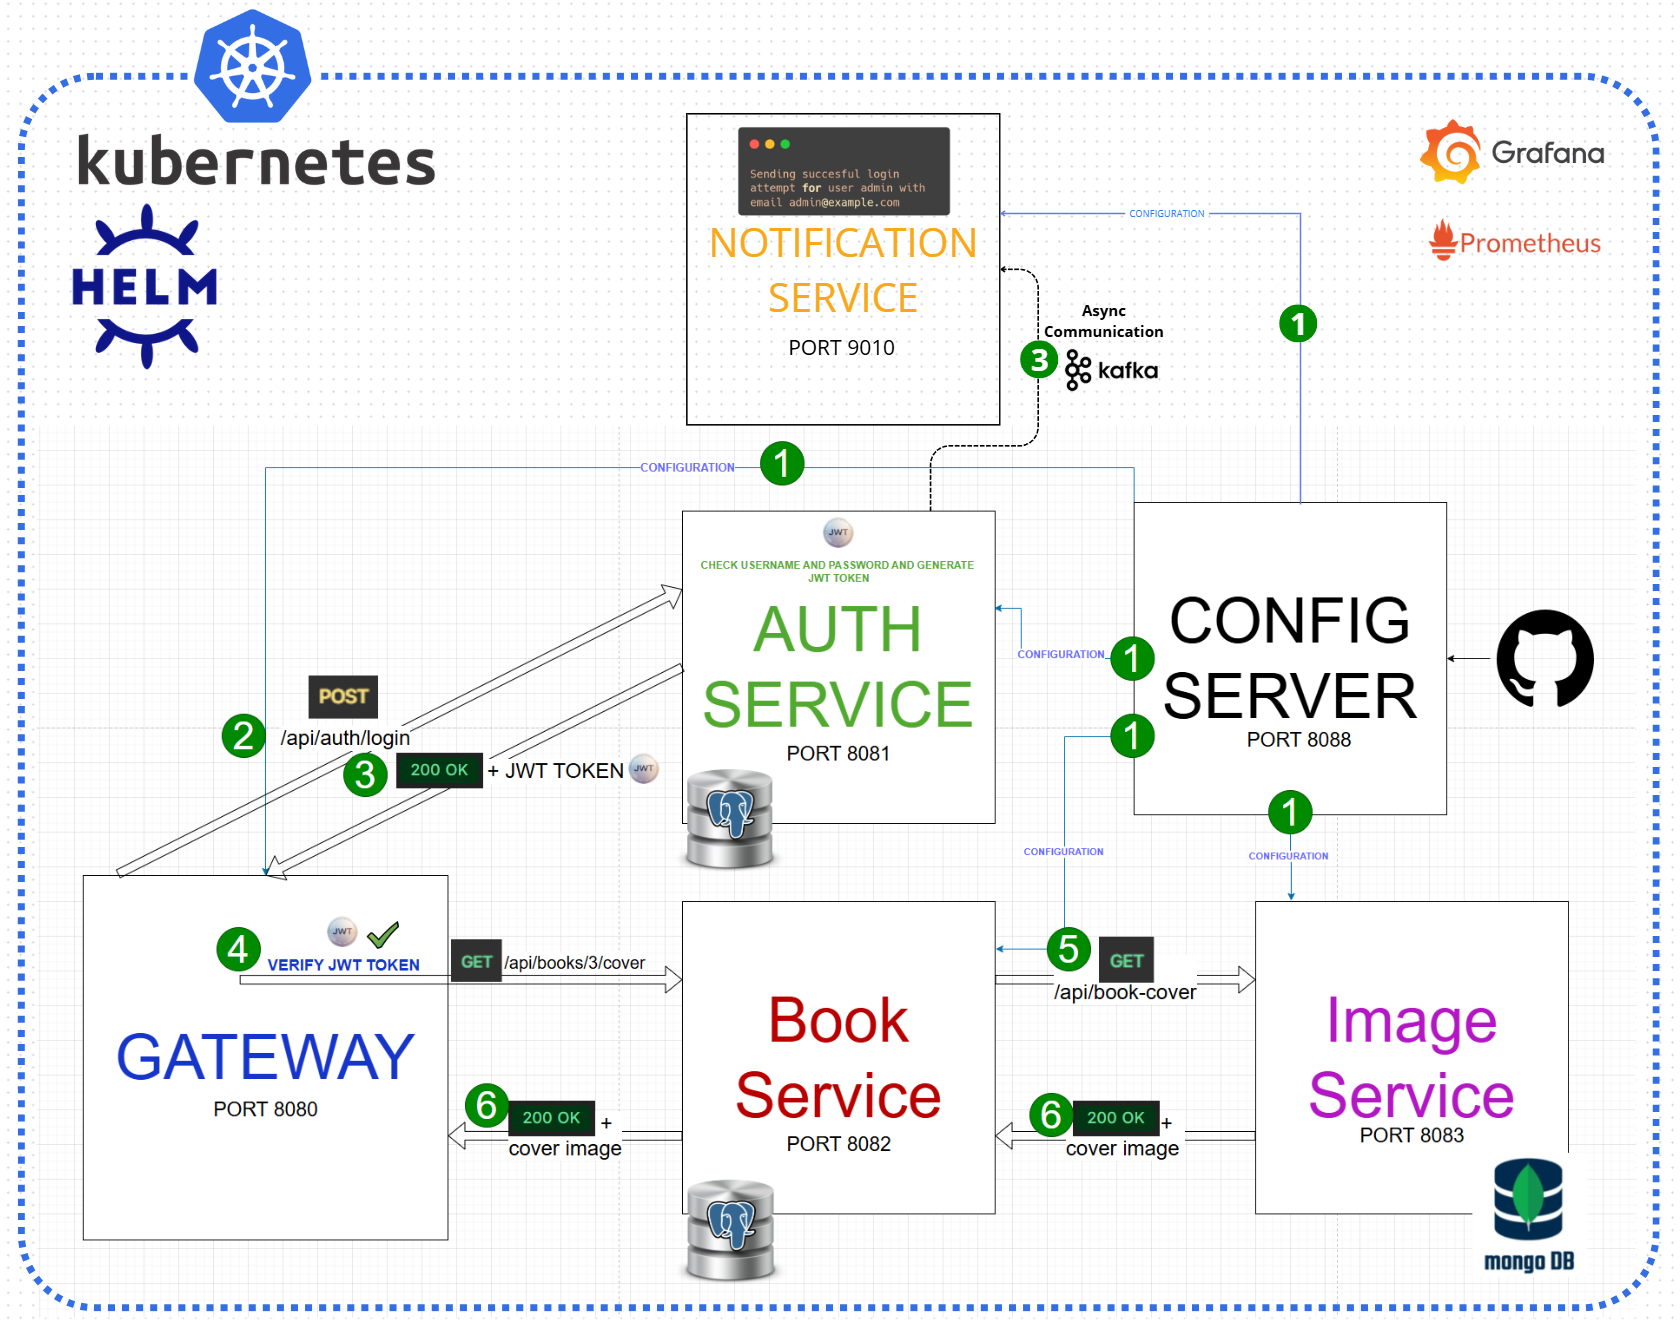 kubernetes
HELM
Grafana
Prometheus
Sending succesful login
attempt for user admin with
email admin@example.com
NOTIFICATION
SERVICE
PORT 9010
CONFIGURATION
1
Async
Communication
3
kafka
CONFIGURATION
1
JWT
CHECK USERNAME AND PASSWORD AND GENERATE
JWT TOKEN
AUTH
SERVICE
PORT 8081
CONFIGURATION
1
1
CONFIG
SERVER
PORT 8088
1
POST
2
/api/auth/login
3
200 OK
+ JWT TOKEN
JWT
CONFIGURATION
CONFIGURATION
JWT
4
VERIFY JWT TOKEN
GATEWAY
PORT 8080
GET
/api/books/3/cover
Book
Service
PORT 8082
5
GET
/api/book-cover
Image
Service
PORT 8083
6
200 OK
+
cover image
6
200 OK
+
cover image
mongo DB